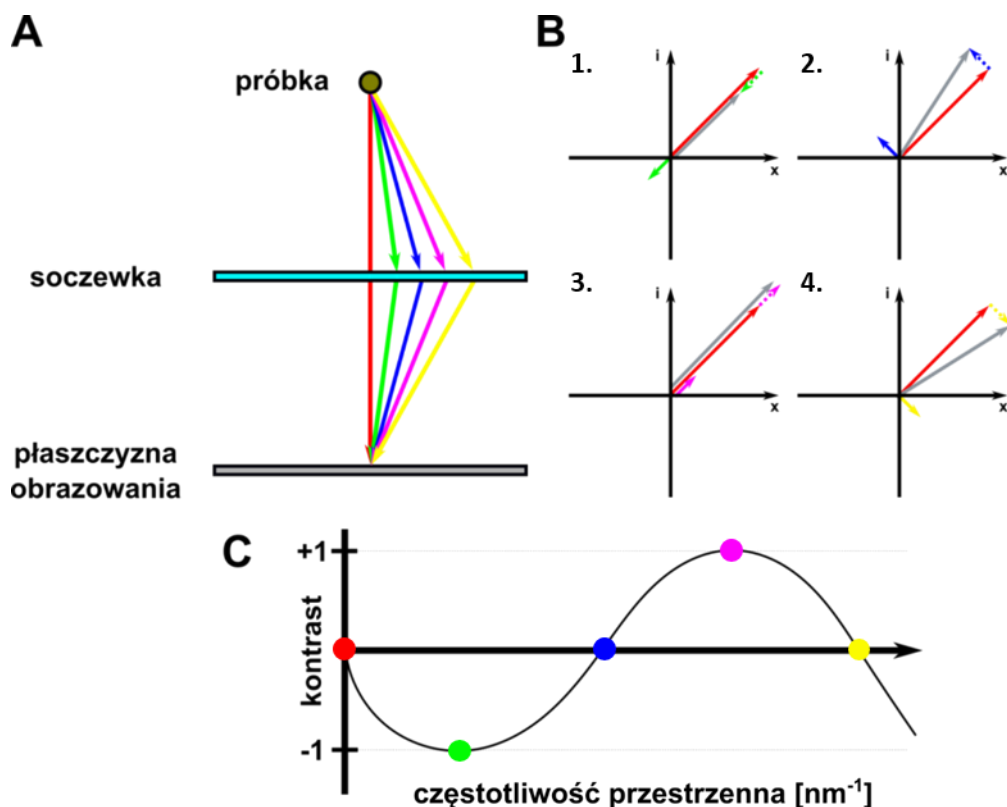 A
próbka
soczewka
płaszczyzna
obrazowania
B
1.
i
x
2.
i
x
3.
i
x
4.
i
x
C
+1
kontrast
-1
częstotliwość przestrzenna [nm⁻¹]